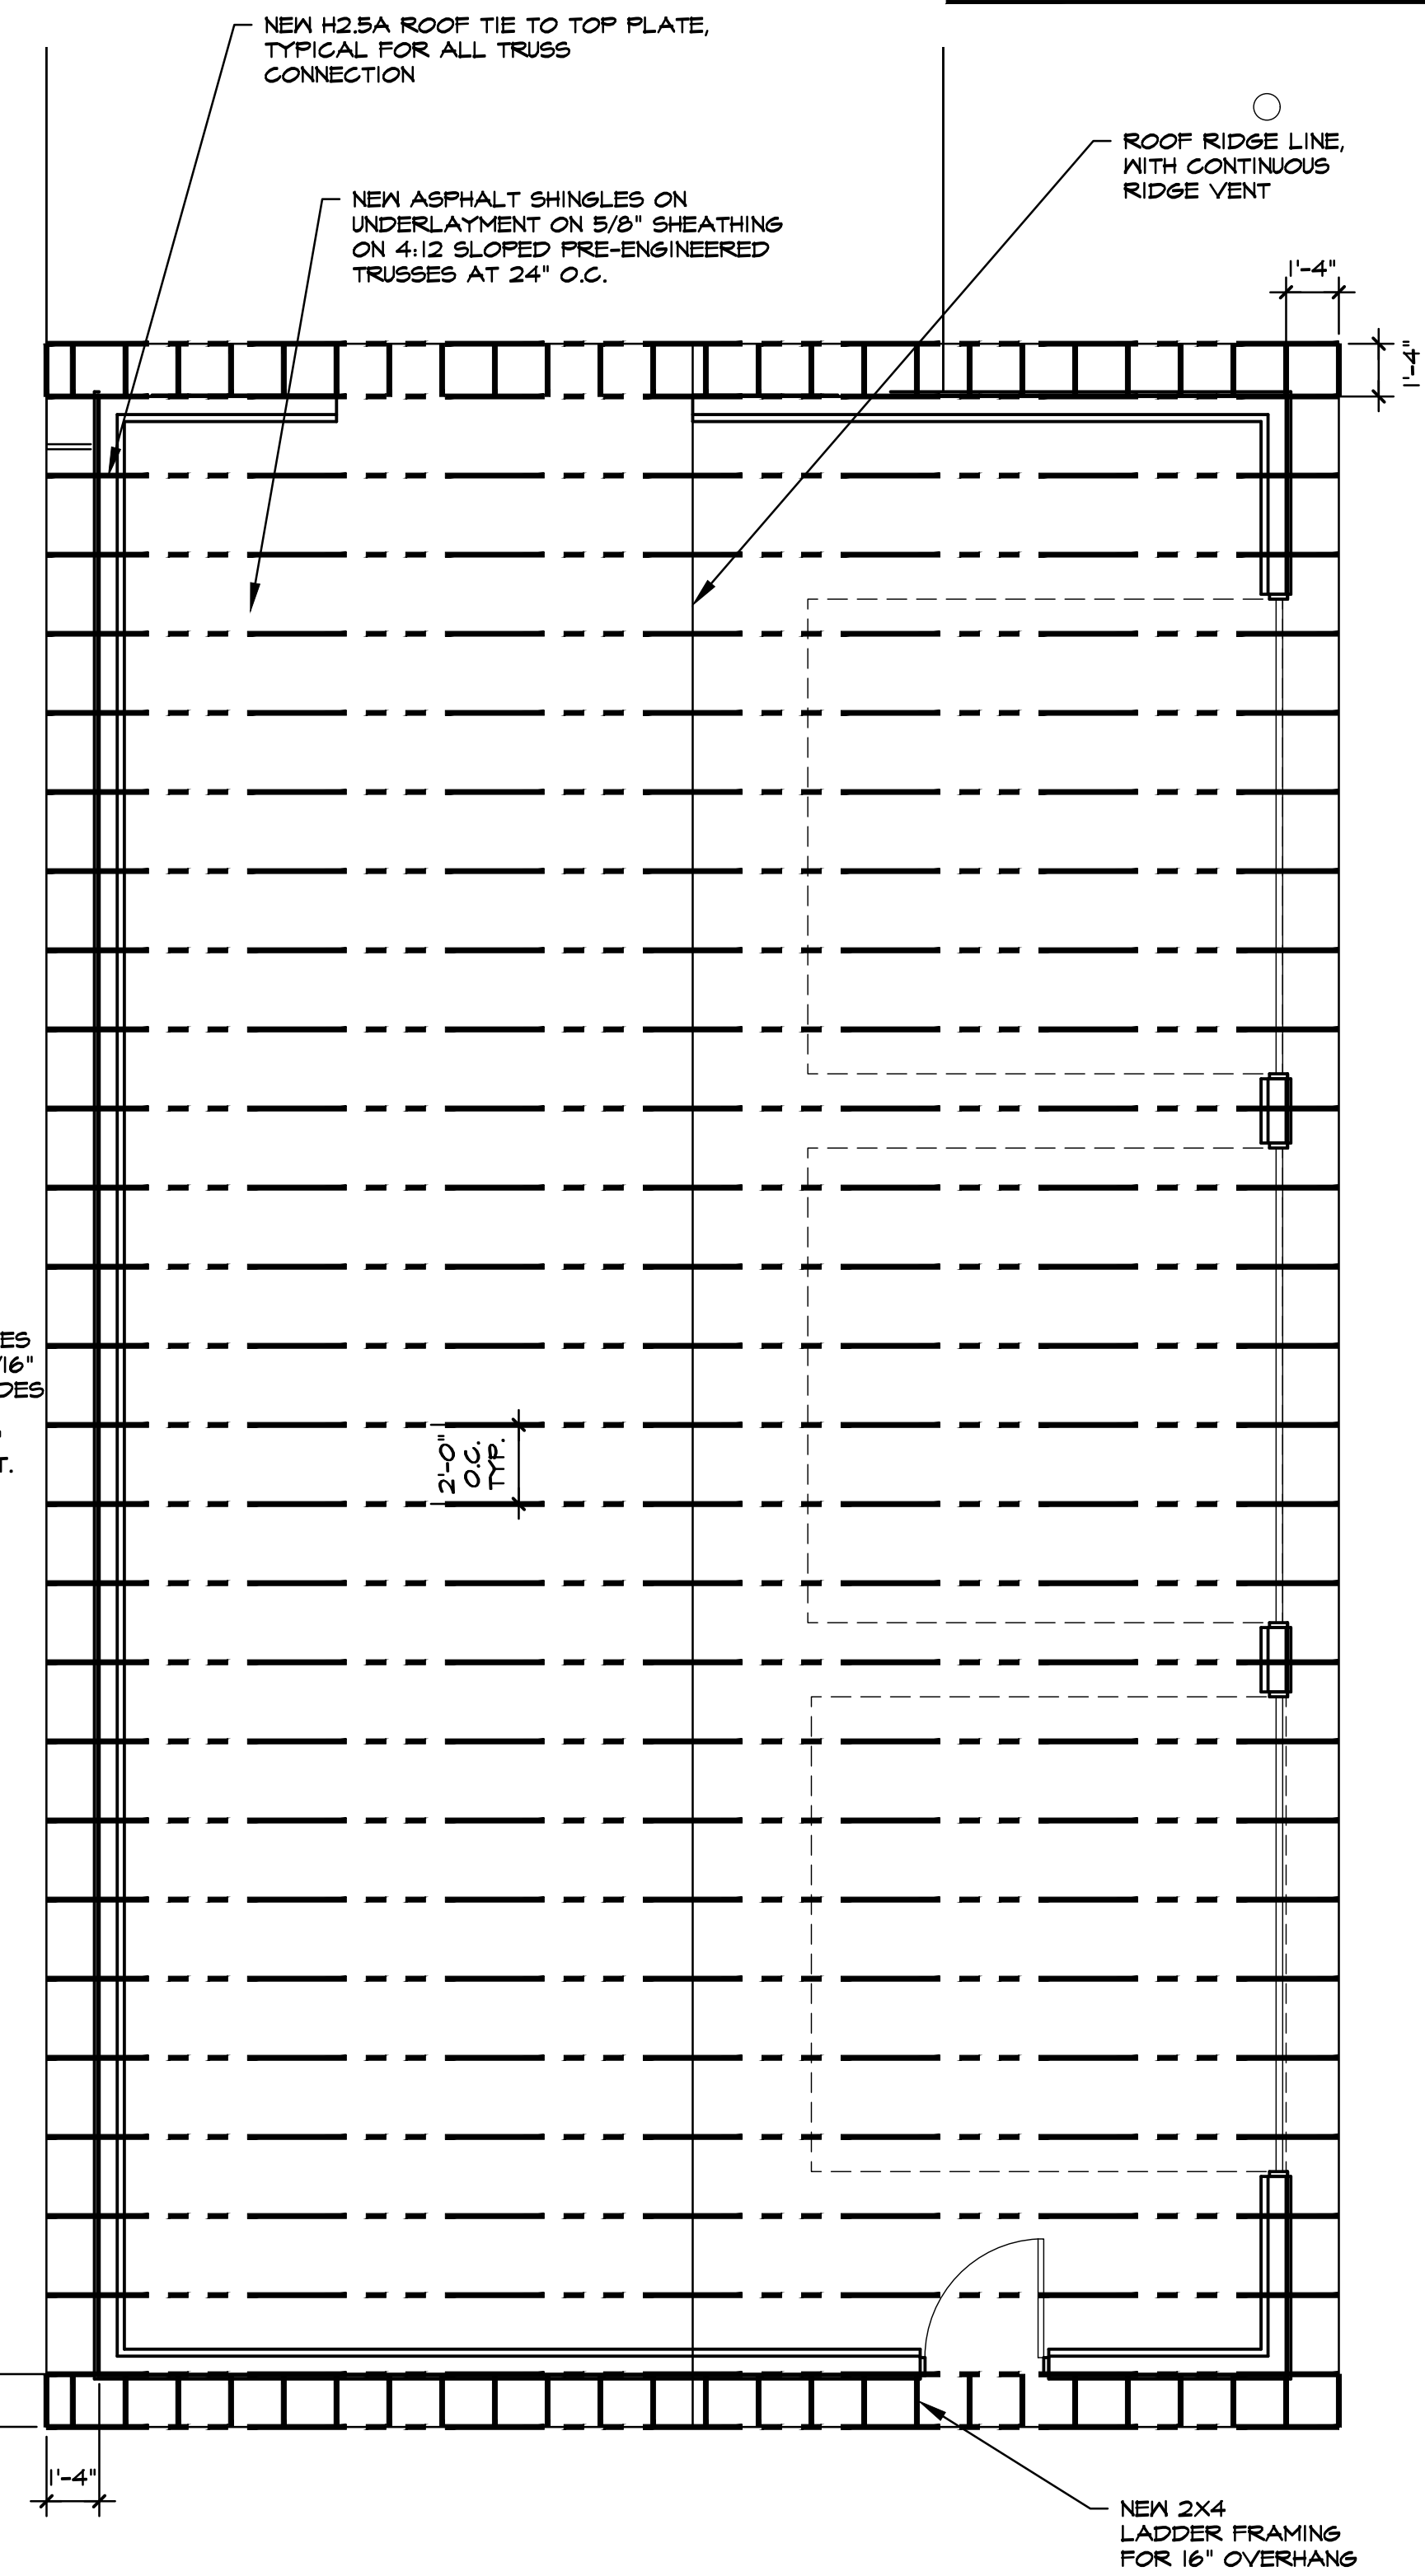 NEW H2.5A ROOF TIE TO TOP PLATE,
TYPICAL FOR ALL TRUSS
CONNECTION
ROOF RIDGE LINE,
WITH CONTINUOUS
RIDGE VENT
NEW ASPHALT SHINGLES ON
UNDERLAYMENT ON 5/8" SHEATHING
ON 4:12 SLOPED PRE-ENGINEERED
TRUSSES AT 24" O.C.
1'-4"
1'-4"
2'-0"
O.C.
TYP.
1'-4"
NEW 2X4
LADDER FRAMING
FOR 16" OVERHANG